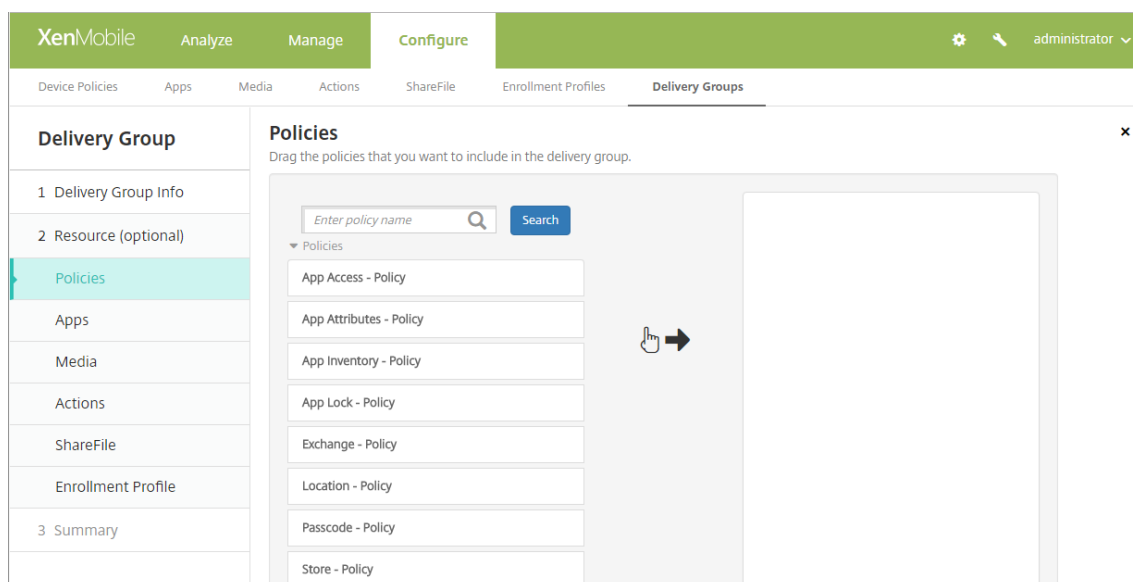 XenMobile Analyze Manage Configure administrator
Device Policies Apps Media Actions ShareFile Enrollment Profiles Delivery Groups
Delivery Group
1 Delivery Group Info
2 Resource (optional)
Policies
Apps
Media
Actions
ShareFile
Enrollment Profile
3 Summary
Policies
Drag the policies that you want to include in the delivery group.
Enter policy name Search
Policies
App Access - Policy
App Attributes - Policy
App Inventory - Policy
App Lock - Policy
Exchange - Policy
Location - Policy
Passcode - Policy
Store - Policy